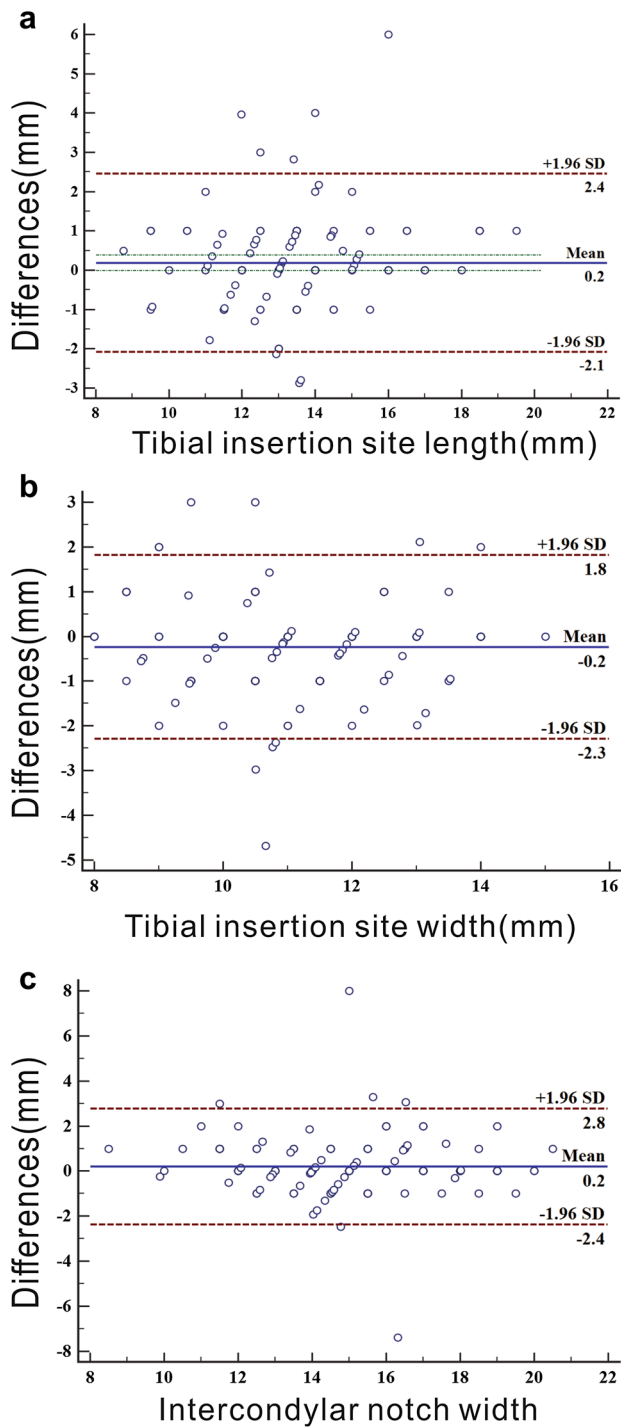 a
6
5
4
3
2
1
0
-1
-2
-3
Differences(mm)
+1.96 SD
2.4
Mean
0.2
-1.96 SD
-2.1
8 10 12 14 16 18 20 22
Tibial insertion site length(mm)
b
3
2
1
0
-1
-2
-3
-4
-5
Differences(mm)
+1.96 SD
1.8
Mean
-0.2
-1.96 SD
-2.3
8 10 12 14 16
Tibial insertion site width(mm)
c
8
6
4
2
0
-2
-4
-6
-8
Differences(mm)
+1.96 SD
2.8
Mean
0.2
-1.96 SD
-2.4
8 10 12 14 16 18 20 22
Intercondylar notch width